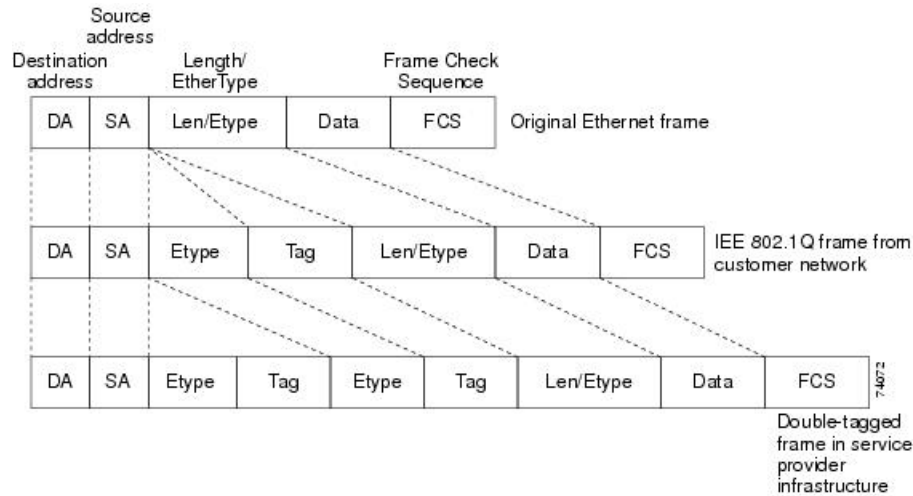 Source
address
Destination
address
Length/
EtherType
Frame Check
Sequence
DA SA Len/Etype Data FCS Original Ethernet frame
DA SA Etype Tag Len/Etype Data FCS
IEE 802.1Q frame from
customer network
DA SA Etype Tag Etype Tag Len/Etype Data FCS
74072
Double-tagged
frame in service
provider
infrastructure